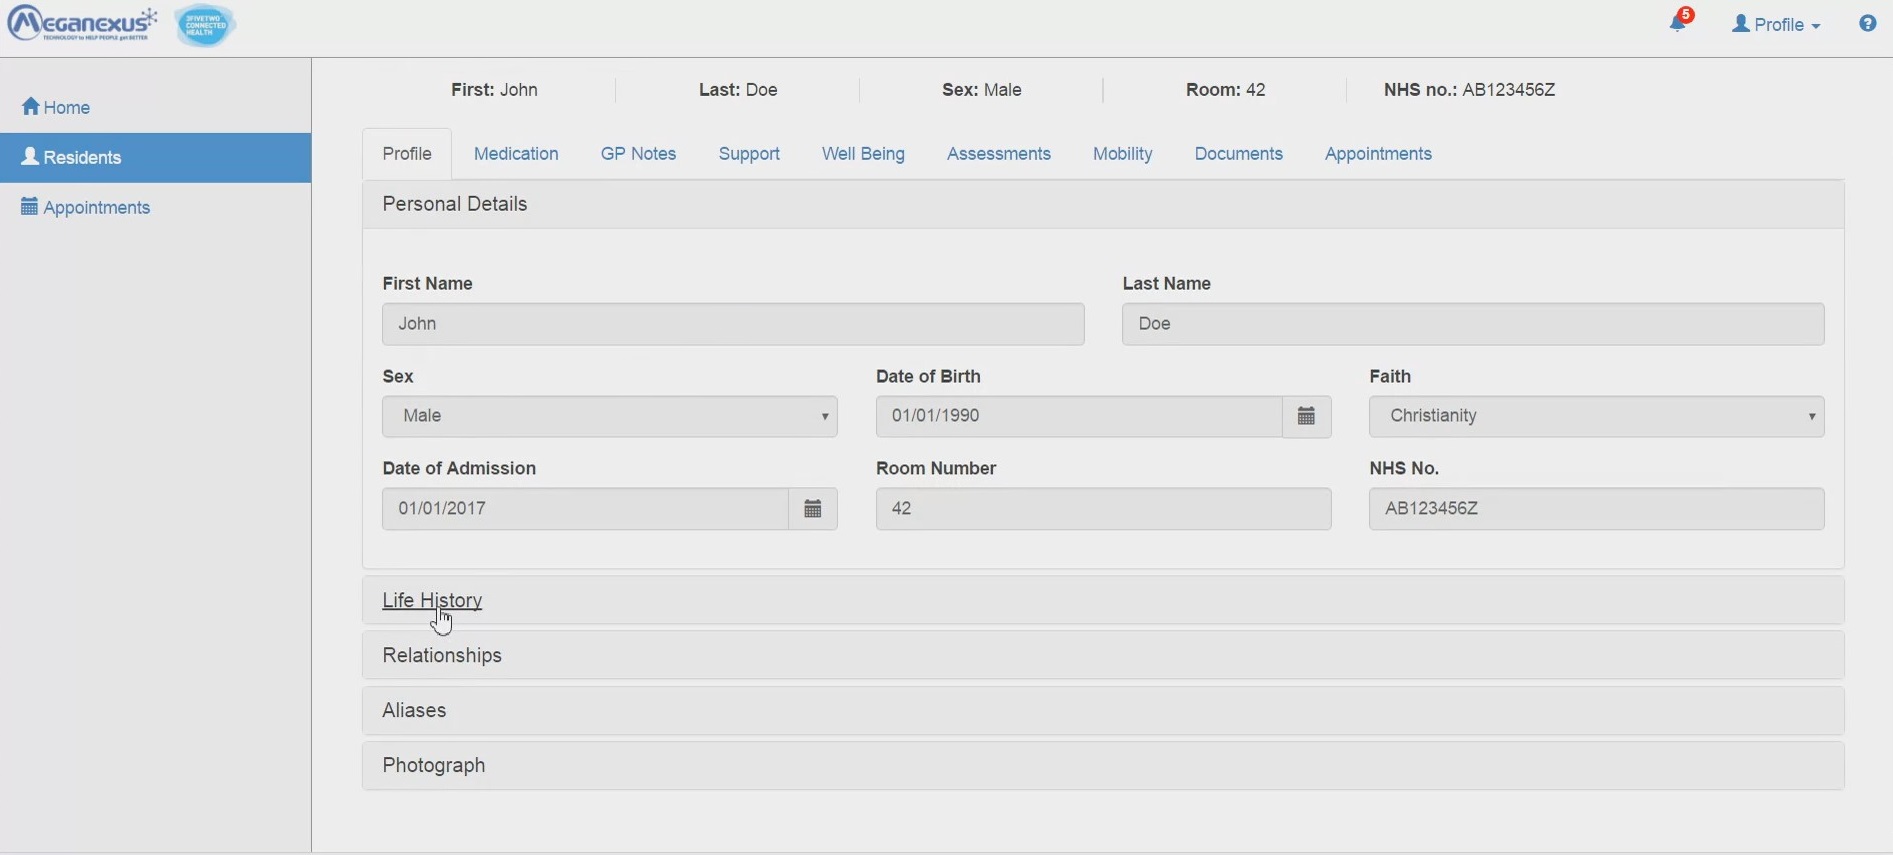 MEGANEXUS
TECHNOLOGY to HELP PEOPLE get BETTER
3FIVETWO
CONNECTED
HEALTH
5
Profile
?
Home
Residents
Appointments
First: John
Last: Doe
Sex: Male
Room: 42
NHS no.: AB123456Z
Profile
Medication
GP Notes
Support
Well Being
Assessments
Mobility
Documents
Appointments
Personal Details
First Name
Last Name
John
Doe
Sex
Date of Birth
Faith
Male
01/01/1990
Christianity
Date of Admission
Room Number
NHS No.
01/01/2017
42
AB123456Z
Life History
Relationships
Aliases
Photograph